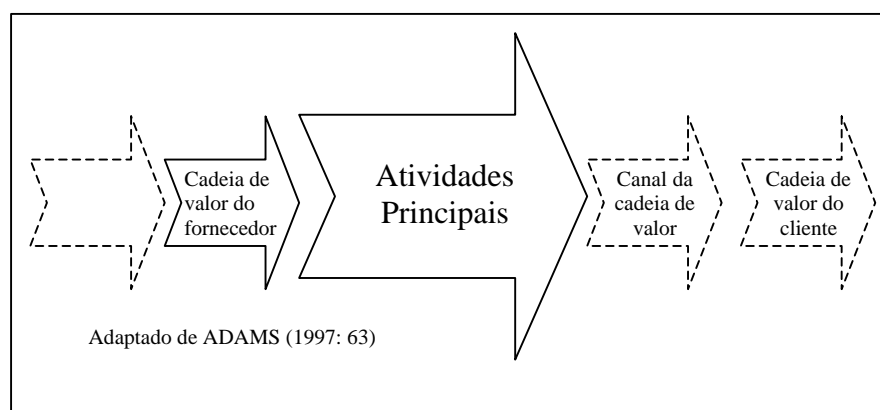 Cadeia de
valor do
fornecedor
Atividades
Principais
Canal da
cadeia de
valor
Cadeia de
valor do
cliente
Adaptado de ADAMS (1997: 63)